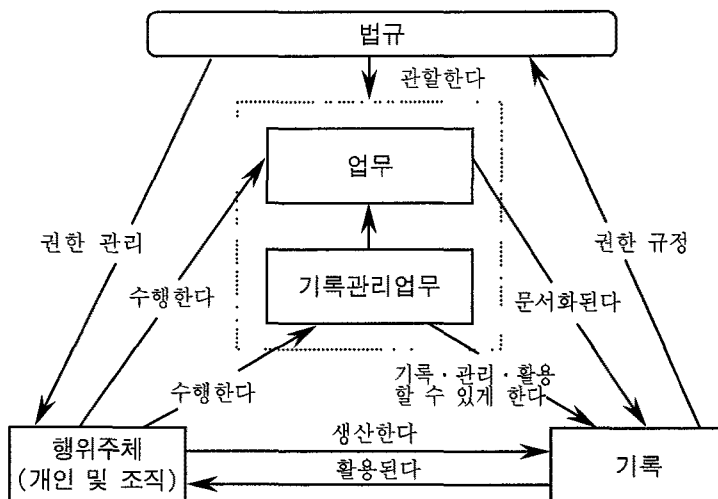 법규
관할한다
업무
권한 관리
권한 규정
수행한다
기록관리업무
문서화된다
수행한다
기록·관리·활용
할 수 있게 한다
행위주체
(개인 및 조직)
생산한다
활용된다
기록